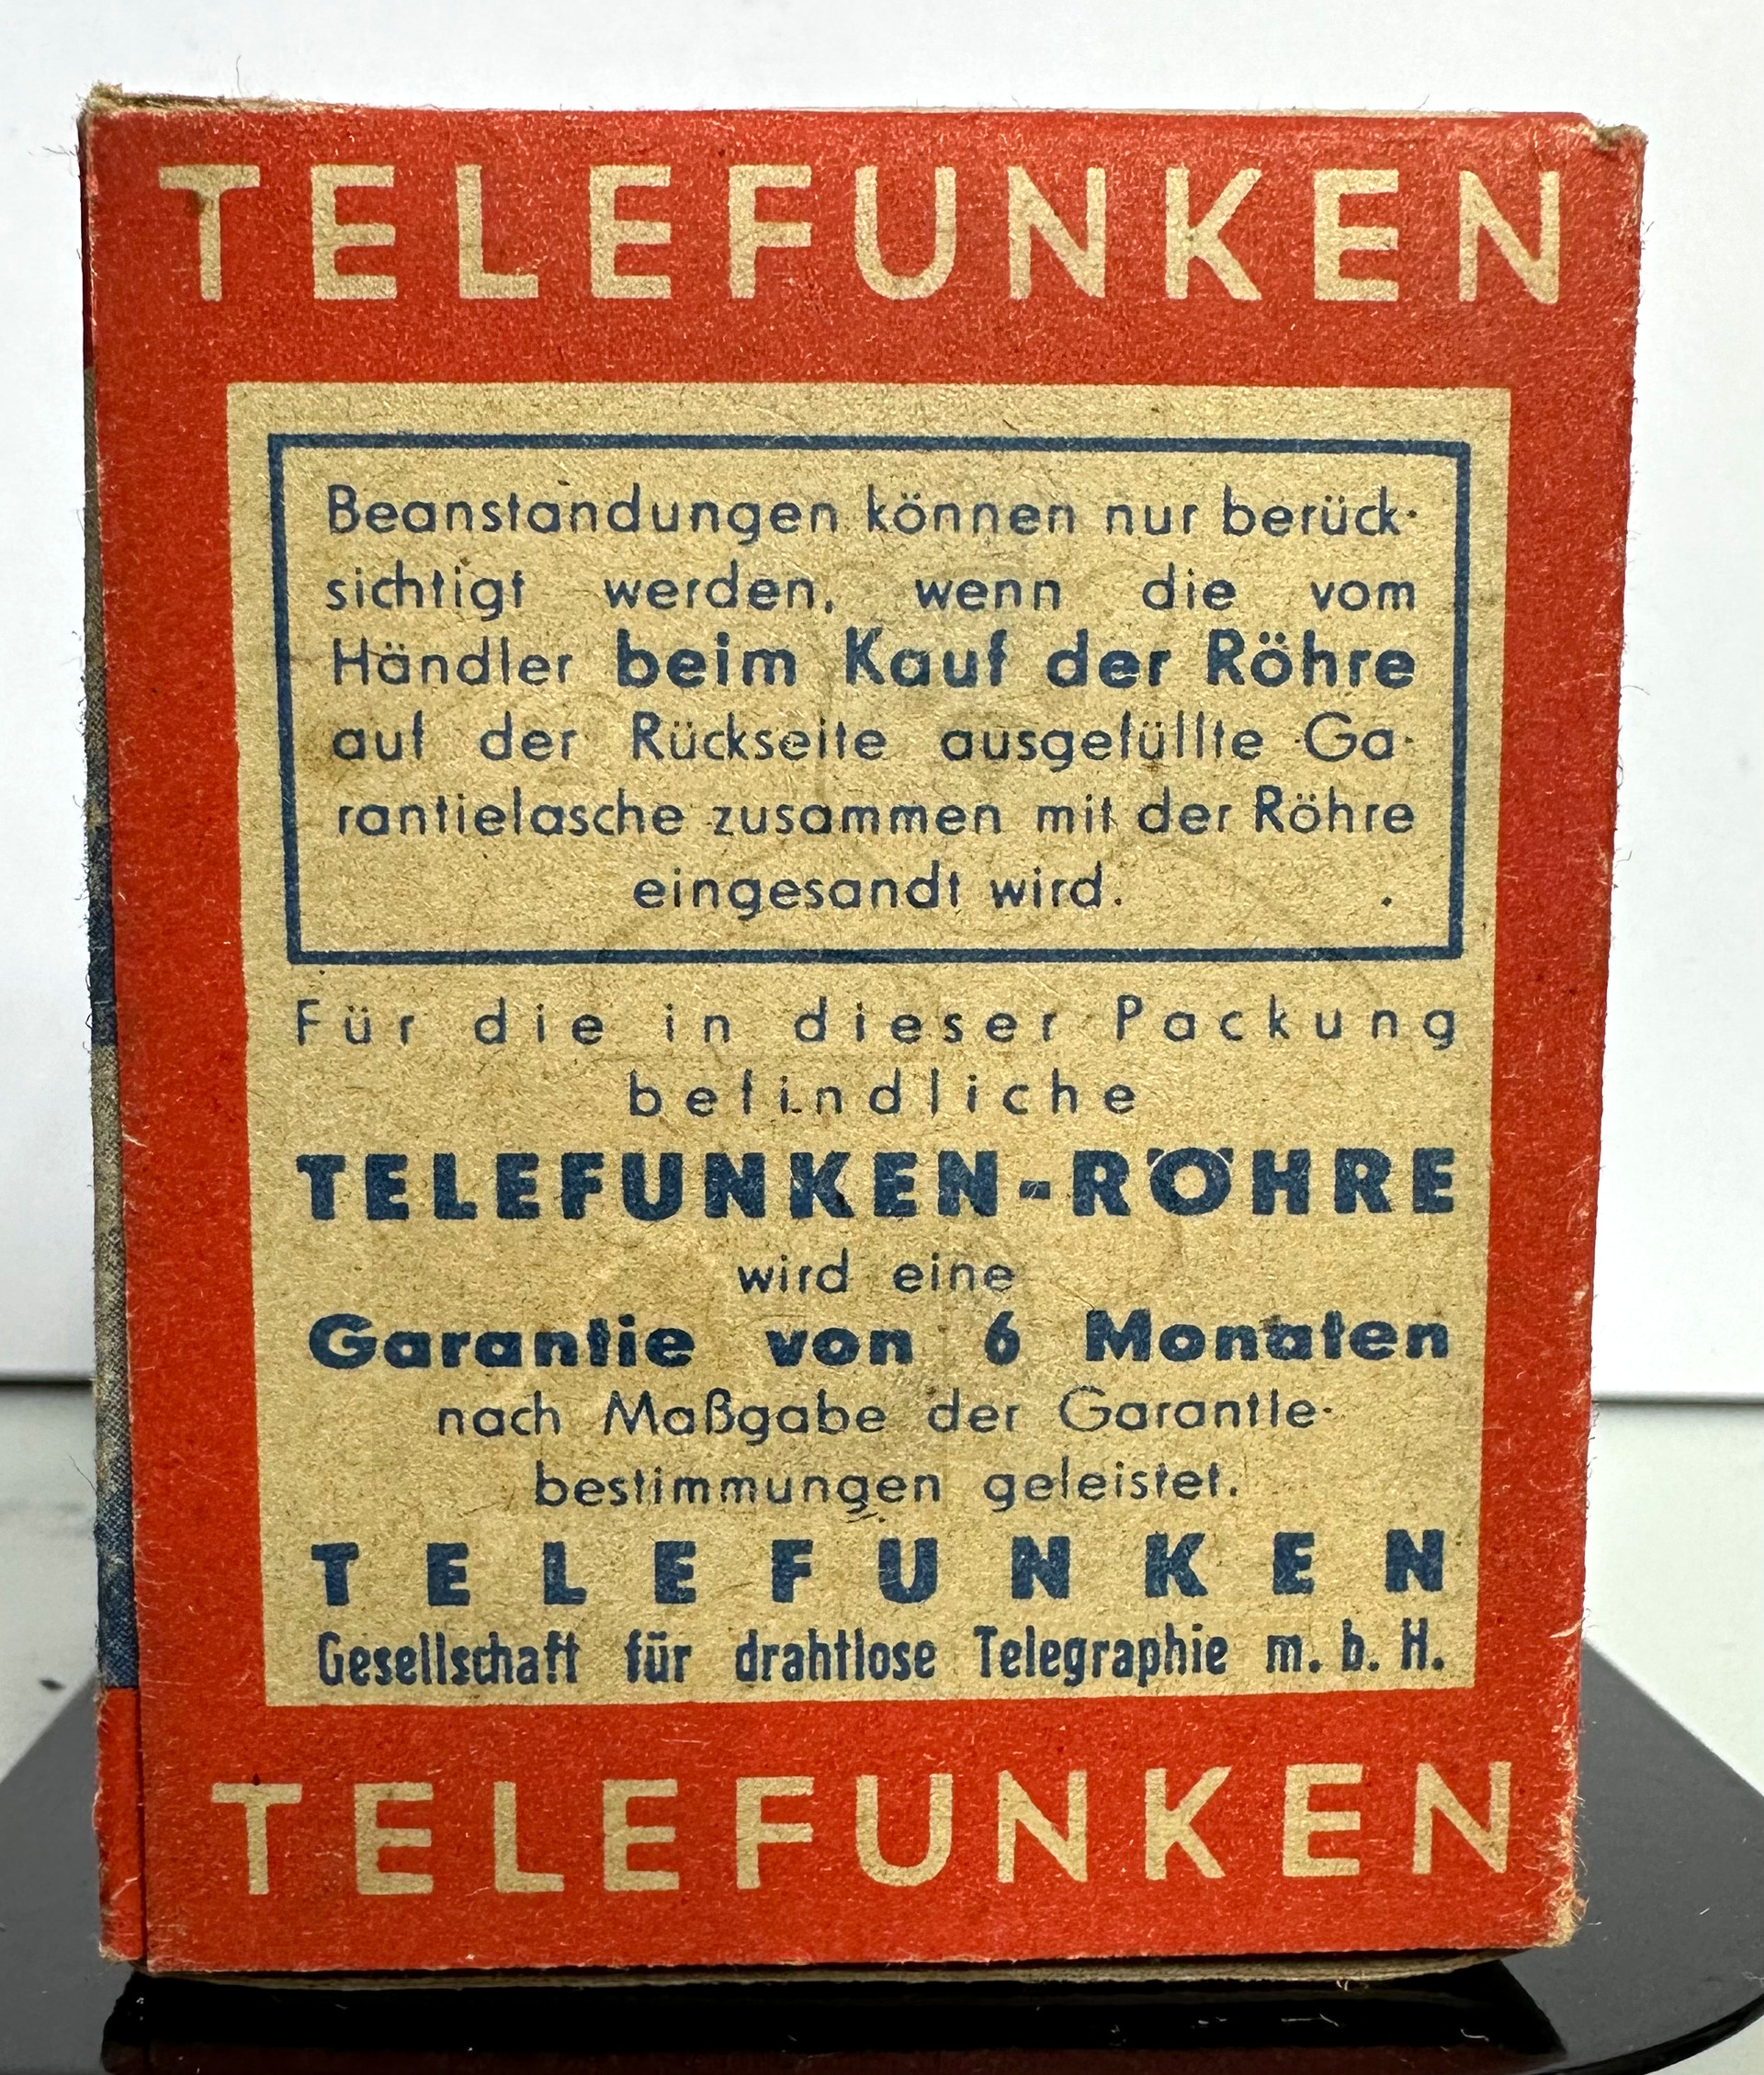 TELEFUNKEN
Beanstandungen können nur berück-
sichtigt werden, wenn die vom
Händler beim Kauf der Röhre
auf der Rückseite ausgefüllte Ga-
rantielasche zusammen mit der Röhre
eingesandt wird.
Für die in dieser Packung
befindliche
TELEFUNKEN-RÖHRE
wird eine
Garantie von 6 Monaten
nach Maßgabe der Garantie-
bestimmungen geleistet.
TELEFUNKEN
Gesellschaft für drahtlose Telegraphie m. b. H.
TELEFUNKEN